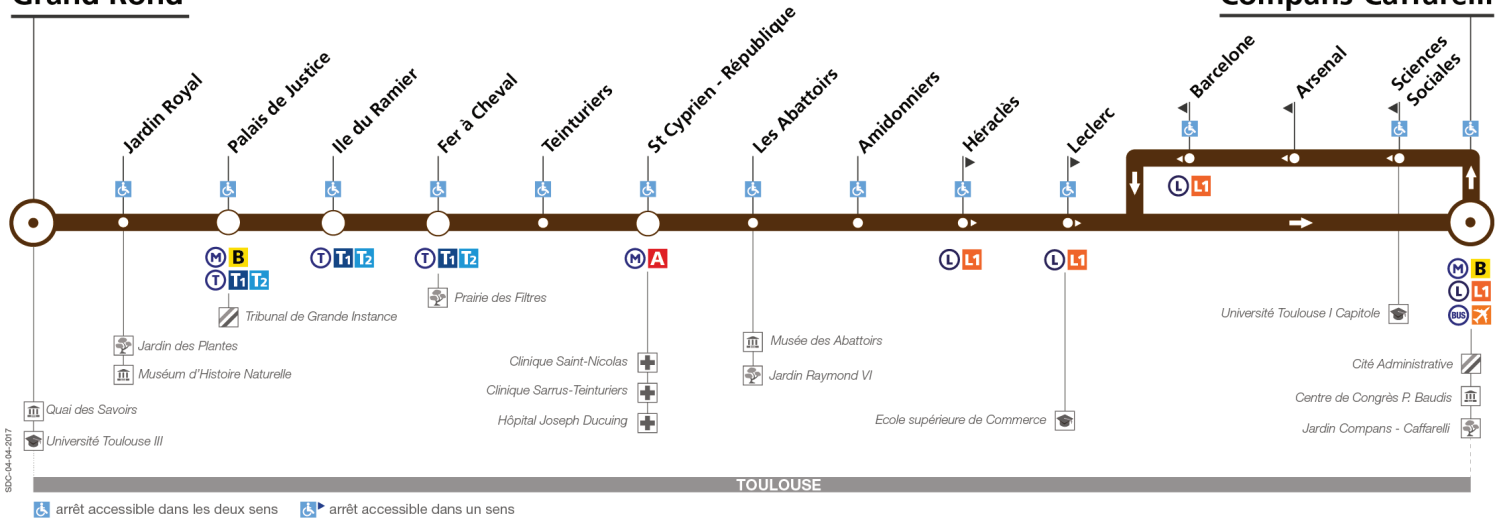 Grand Rond
Compans-Caffarelli
Jardin Royal
Palais de Justice
Ile du Ramier
Fer à Cheval
Teinturiers
St Cyprien - République
Les Abattoirs
Amidonniers
Héraclès
Leclerc
Barcelone
Arsenal
Sciences
Sociales
L L1
M B
T T1 T2
T T1 T2
T T1 T2
M A
L L1
L L1
M B
L L1
BUS
Prairie des Filtres
Tribunal de Grande Instance
Université Toulouse I Capitole
Jardin des Plantes
Muséum d'Histoire Naturelle
Musée des Abattoirs
Jardin Raymond VI
Clinique Saint-Nicolas
Clinique Sarrus-Teinturiers
Hôpital Joseph Ducuing
Cité Administrative
Centre de Congrès P. Baudis
Jardin Compans - Caffarelli
Ecole supérieure de Commerce
Quai des Savoirs
Université Toulouse III
SDC-04-04-2017
TOULOUSE
arrêt accessible dans les deux sens
arrêt accessible dans un sens